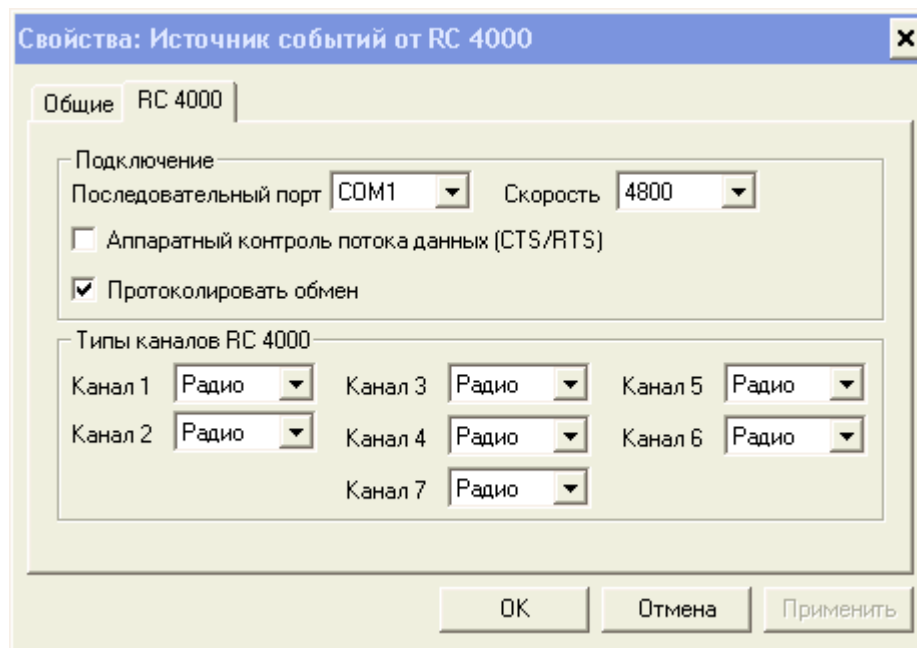 Свойства: Источник событий от RC 4000
Общие RC 4000
Подключение
Последовательный порт COM1 Скорость 4800
Аппаратный контроль потока данных (CTS/RTS)
Протоколировать обмен
Типы каналов RC 4000
Канал 1 Радио Канал 3 Радио Канал 5 Радио
Канал 2 Радио Канал 4 Радио Канал 6 Радио
Канал 7 Радио
OK Отмена Применить